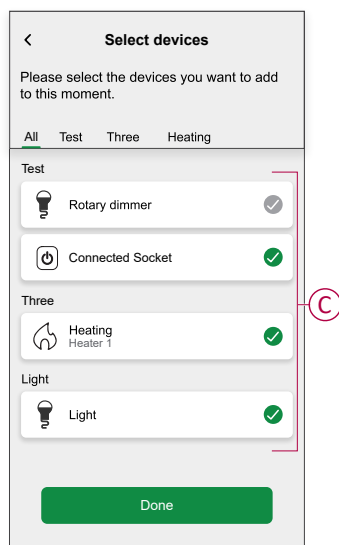 Select devices
Please select the devices you want to add
to this moment.
All Test Three Heating
Test
Rotary dimmer
Connected Socket
Three
Heating
Heater 1
Light
Light
Done
C